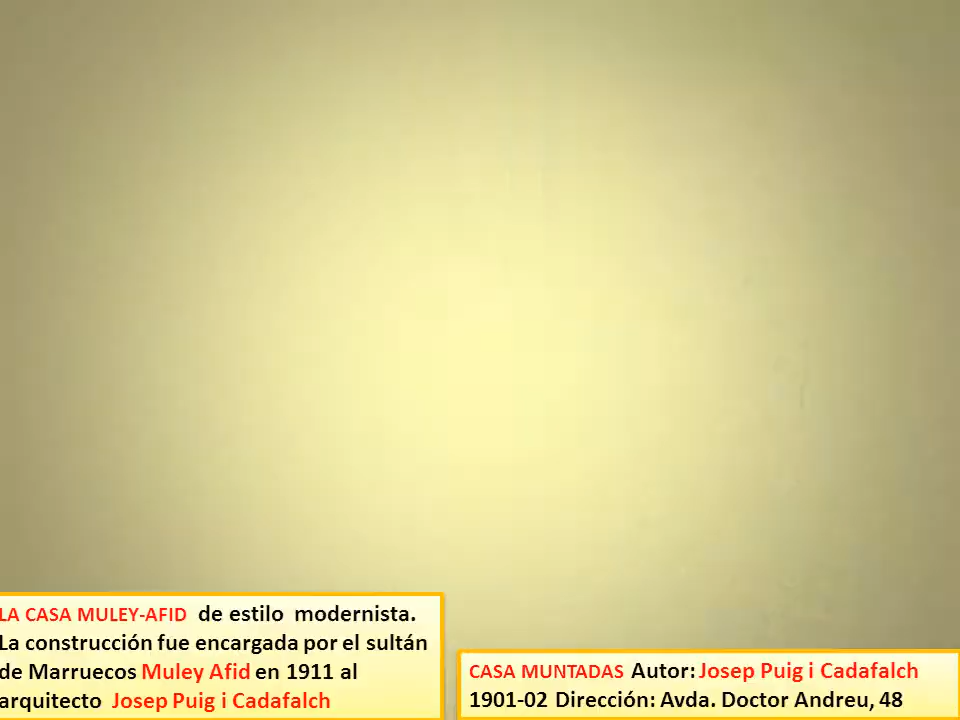 LA CASA MULEY-AFID de estilo modernista.
La construcción fue encargada por el sultán
de Marruecos Muley Afid en 1911 al
arquitecto Josep Puig i Cadafalch
CASA MUNTADAS Autor: Josep Puig i Cadafalch
1901-02 Dirección: Avda. Doctor Andreu, 48